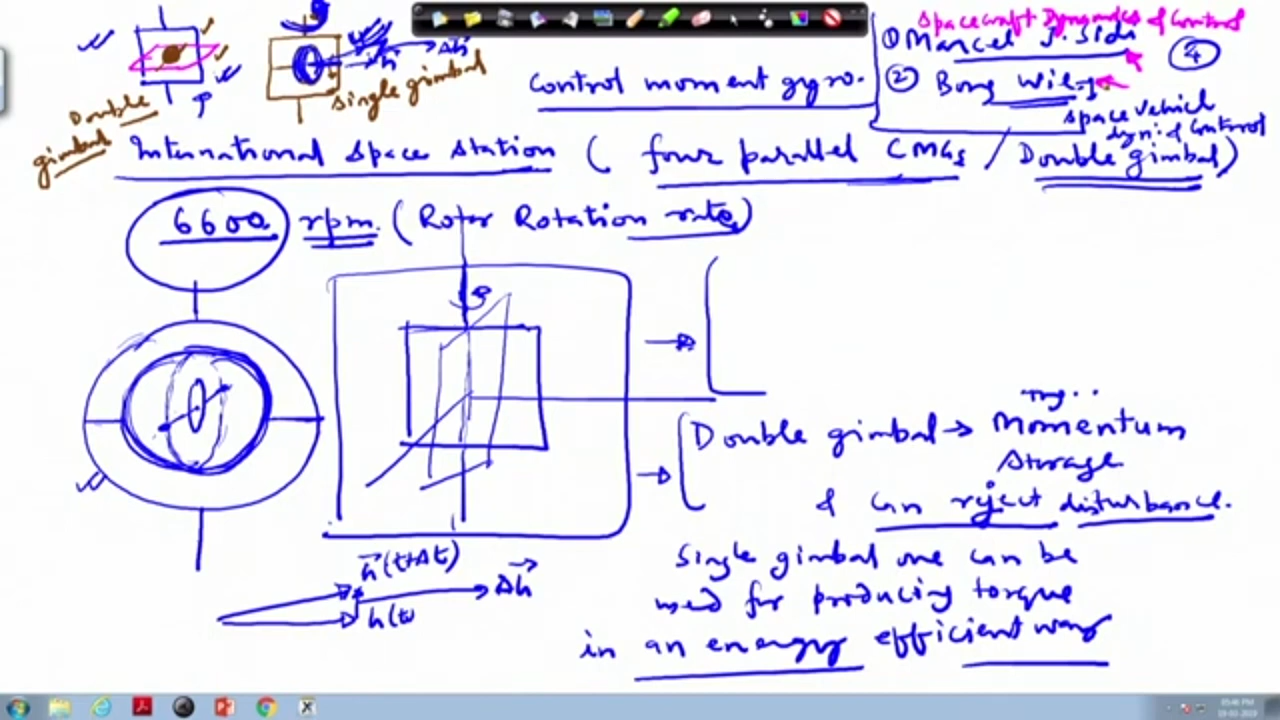 Spacecraft Dynamics & Control
① Marcel J. Sidi
④
② Bong Wie
Space Vehicle
Dyn. & Control
Δh
h
Single gimbal
Double
gimbal
Control moment gyro.
International Space Station ( four parallel CMGs / Double gimbal )
6600 rpm. ( Rotor Rotation rate )
Double gimbal → Momentum
Storage
& can reject disturbance.
h(t+Δt)
Δh
h(t
Single gimbal one can be
used for producing torque
in an energy efficient way